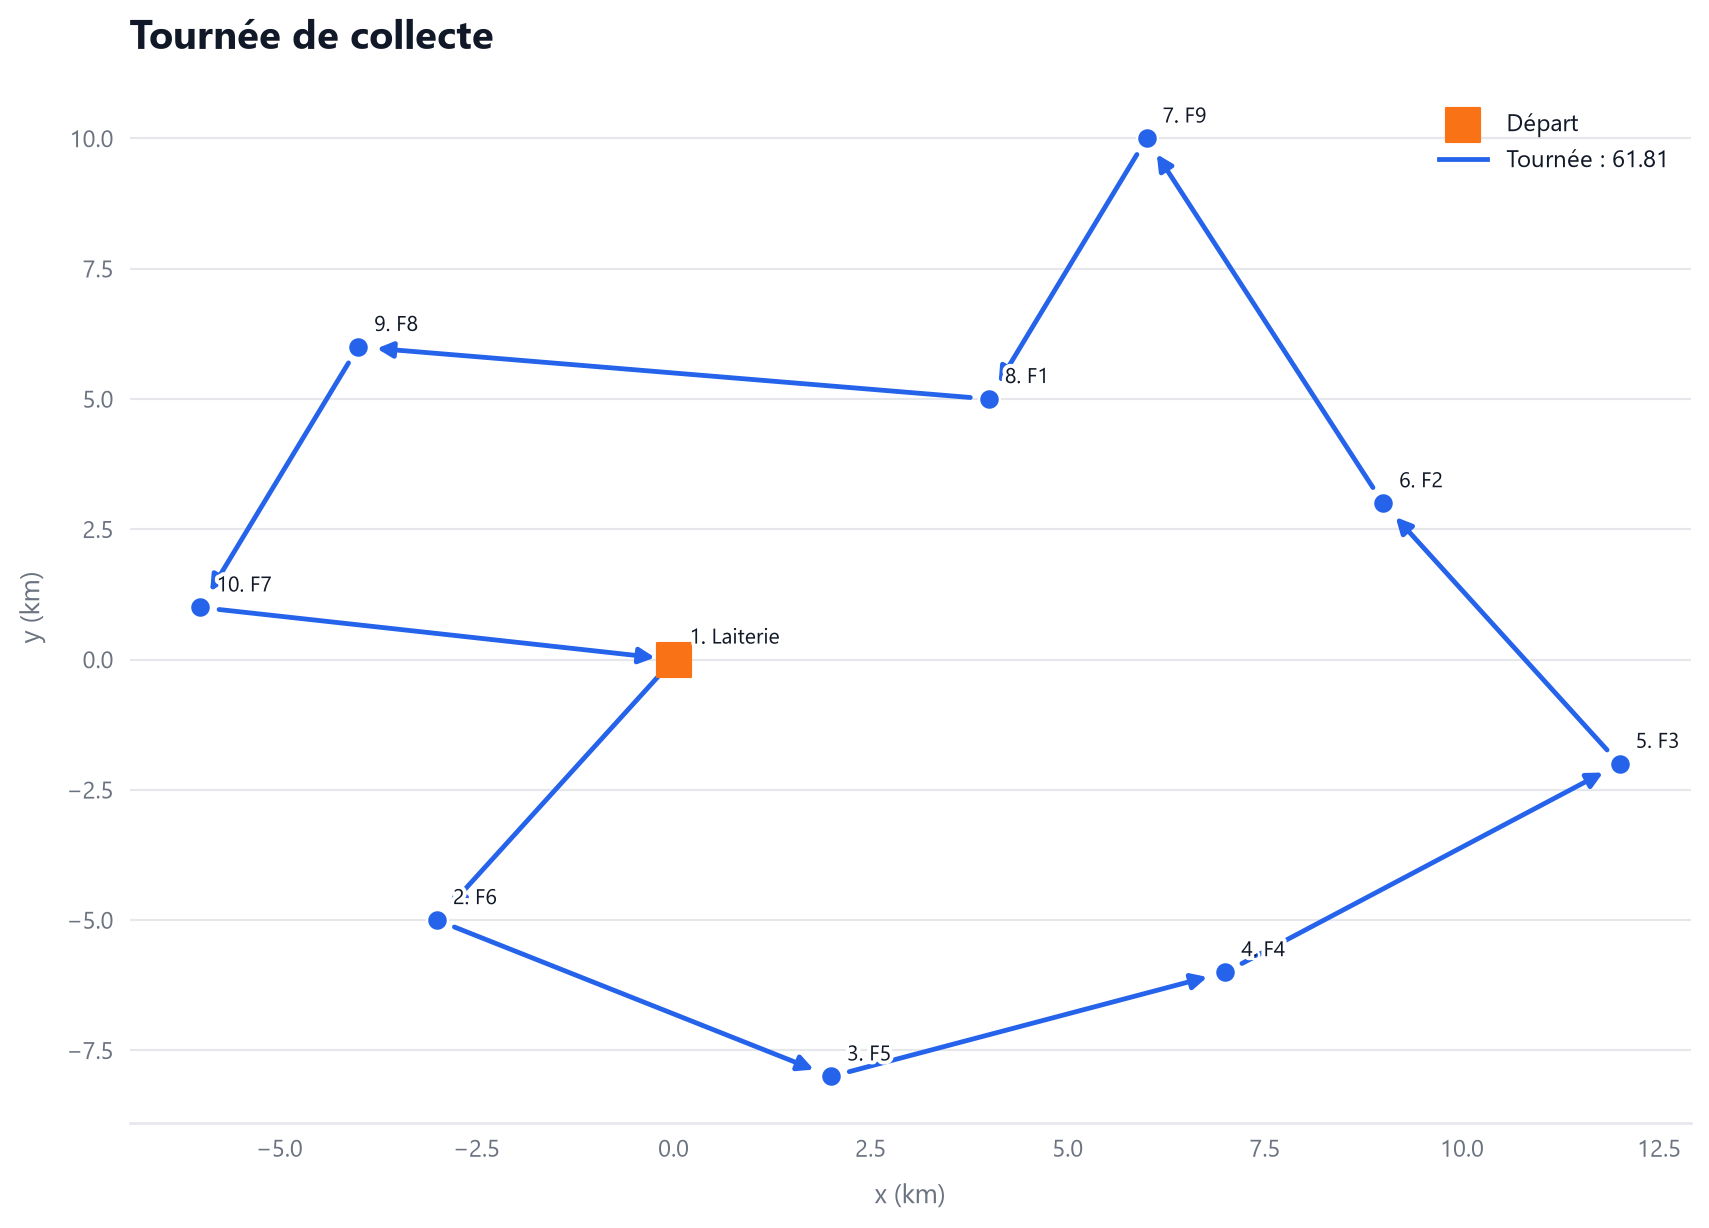 Tournée de collecte
Départ
Tournée : 61.81
7. F9
9. F8
8. F1
6. F2
10. F7
1. Laiterie
5. F3
2. F6
4. F4
3. F5
10.0
7.5
5.0
2.5
0.0
−2.5
−5.0
−7.5
y (km)
−5.0
−2.5
0.0
2.5
5.0
7.5
10.0
12.5
x (km)